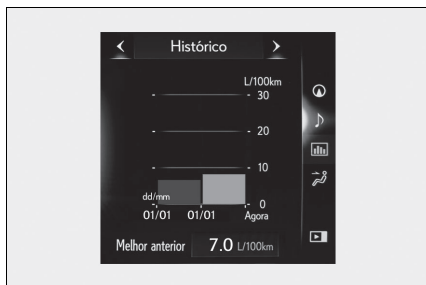 Histórico
L/100km
30
20
10
dd/mm
0
01/01 01/01 Agora
Melhor anterior 7.0 L/100km